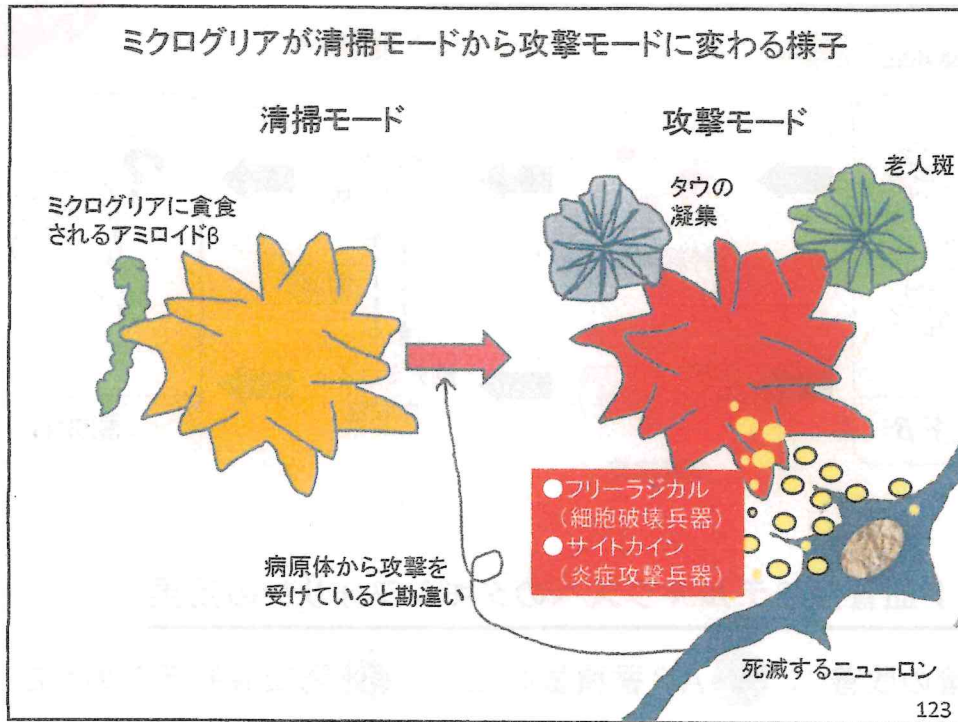 ミクログリアが清掃モードから攻撃モードに変わる様子
清掃モード
攻撃モード
ミクログリアに貪食
されるアミロイドβ
タウの
凝集
老人斑
●フリーラジカル
（細胞破壊兵器）
●サイトカイン
（炎症攻撃兵器）
病原体から攻撃を
受けていると勘違い
死滅するニューロン
123